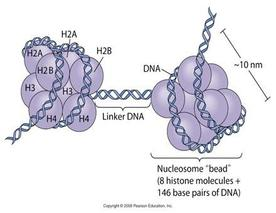 H2A
H2A
H2B
H2B
H3
H3
H4
H4
DNA
~10 nm
Linker DNA
Nucleosome "bead"
(8 histone molecules +
146 base pairs of DNA)
Copyright © 2009 Pearson Education, Inc.